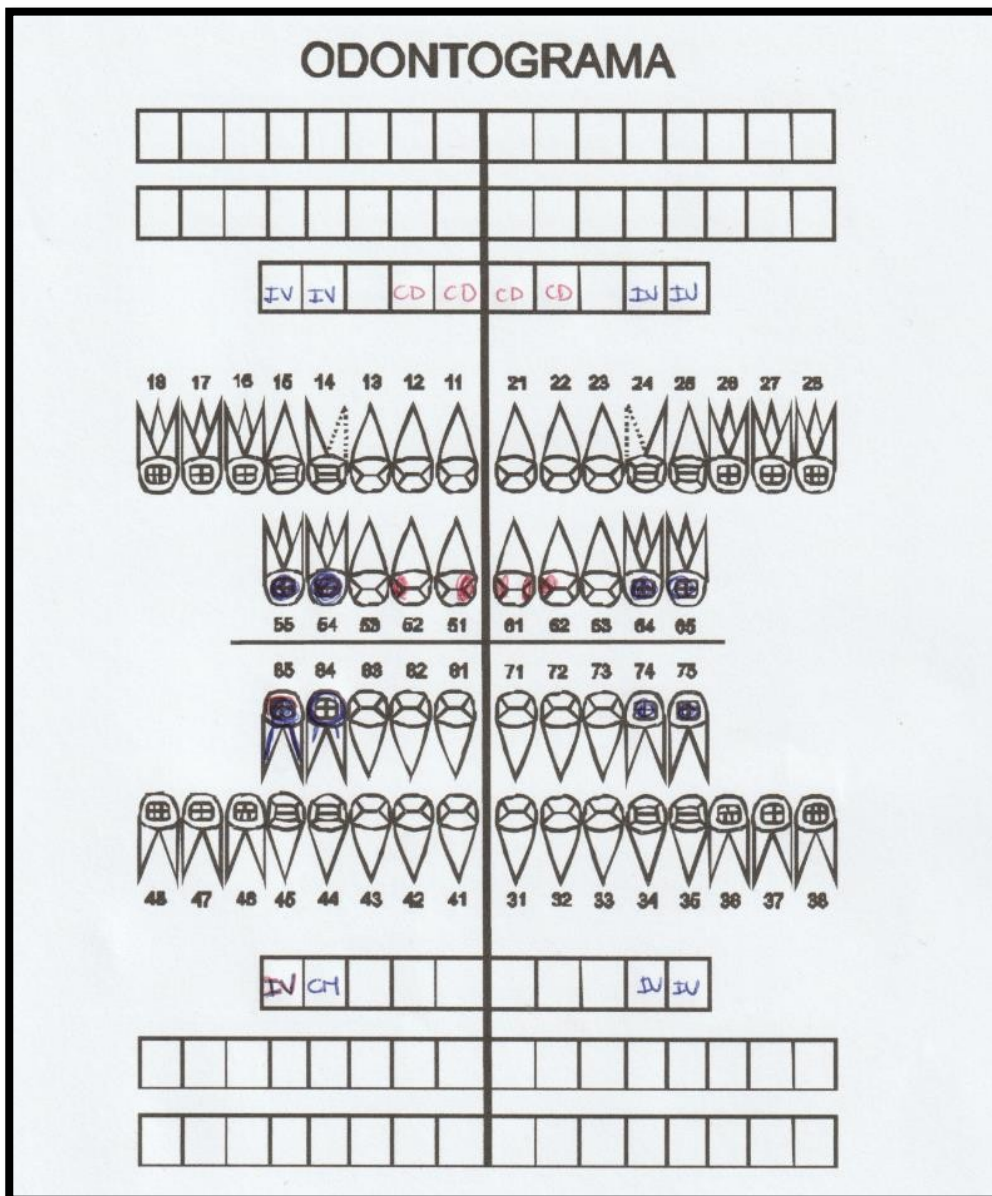 ODONTOGRAMA
IV IV CD CD CD CD IV IV
18 17 16 15 14 13 12 11 21 22 23 24 25 26 27 28
55 54 53 52 51 61 62 63 64 65
85 84 83 82 81 71 72 73 74 75
48 47 46 45 44 43 42 41 31 32 33 34 35 36 37 38
IV CM IV IV